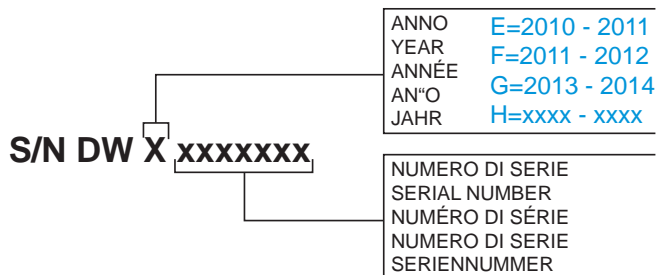 ANNO
YEAR
ANNÉE
AN"O
JAHR
E=2010 - 2011
F=2011 - 2012
G=2013 - 2014
H=xxxx - xxxx
S/N DW X xxxxxxx
NUMERO DI SERIE
SERIAL NUMBER
NUMÉRO DI SÉRIE
NUMERO DI SERIE
SERIENNUMMER